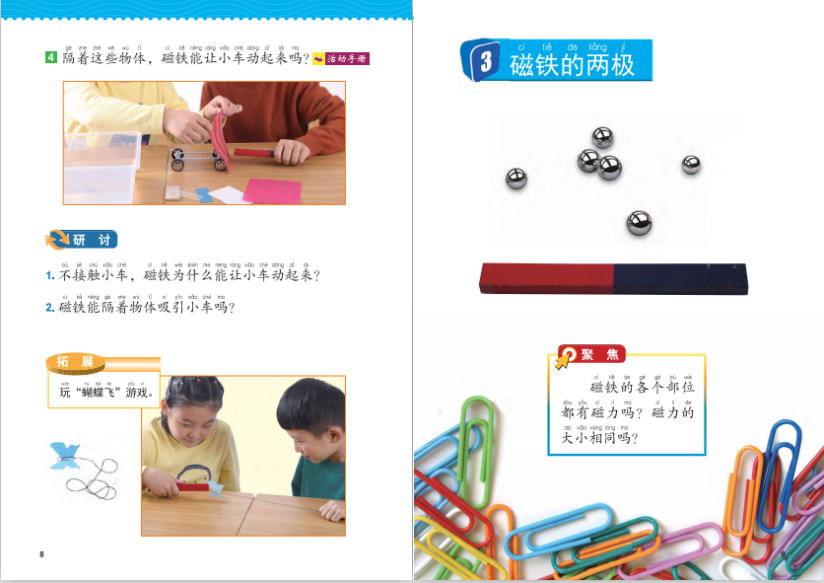 4 隔着这些物体，磁铁能让小车动起来吗？ 活动手册
研讨
1. 不接触小车，磁铁为什么能让小车动起来？
2. 磁铁能隔着物体吸引小车吗？
拓展
玩“蝴蝶飞”游戏。
8
3 磁铁的两极
聚焦
磁铁的各个部位
都有磁力吗？磁力的
大小相同吗？